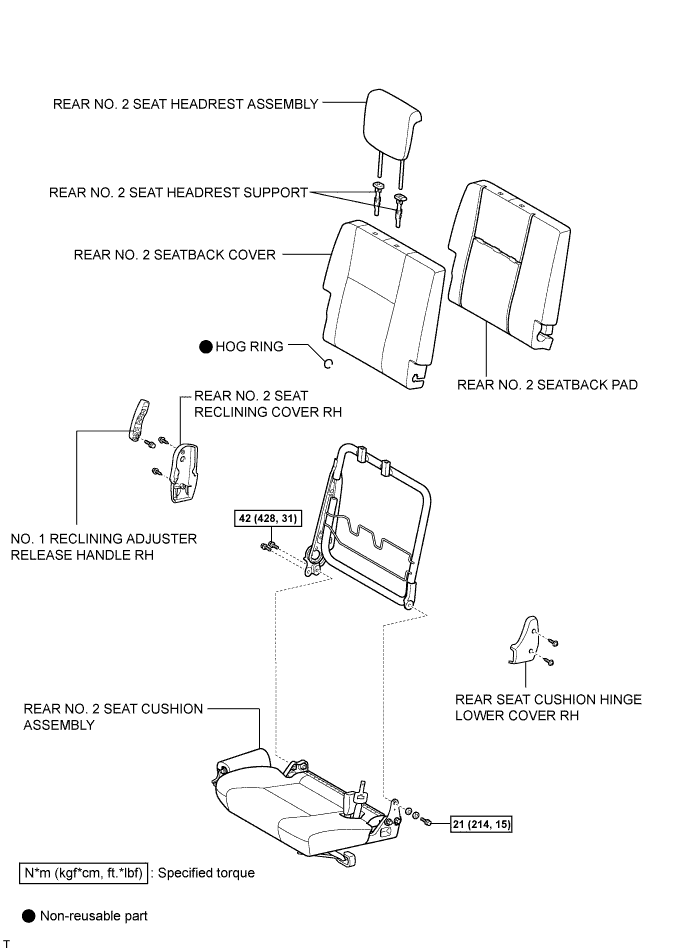 REAR NO. 2 SEAT HEADREST ASSEMBLY
REAR NO. 2 SEAT HEADREST SUPPORT
REAR NO. 2 SEATBACK COVER
HOG RING
REAR NO. 2 SEATBACK PAD
REAR NO. 2 SEAT
RECLINING COVER RH
42 (428, 31)
NO. 1 RECLINING ADJUSTER
RELEASE HANDLE RH
REAR SEAT CUSHION HINGE
LOWER COVER RH
REAR NO. 2 SEAT CUSHION
ASSEMBLY
21 (214, 15)
N*m (kgf*cm, ft.*lbf) : Specified torque
Non-reusable part
T